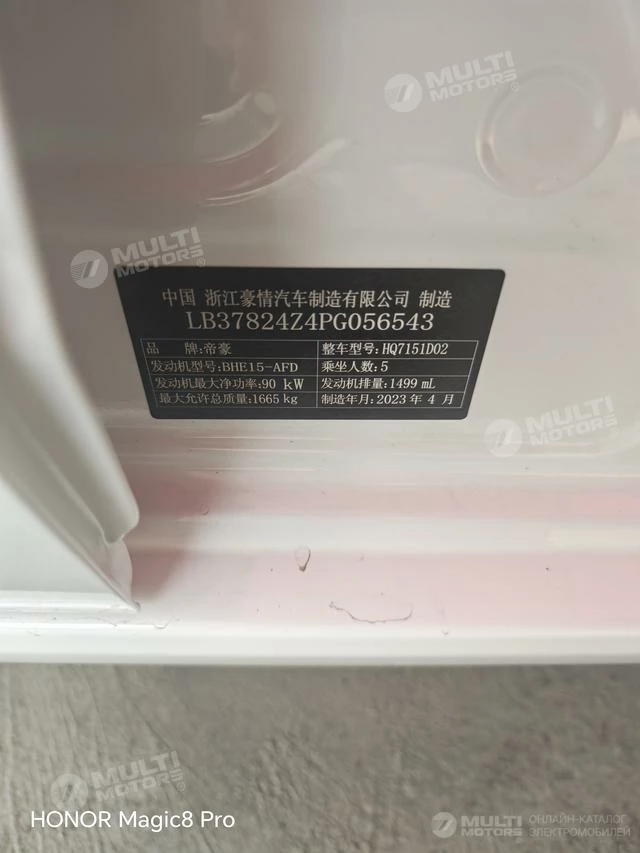 MULTI
MOTORS®
MULTI
MOTORS®
中国 浙江豪情汽车制造有限公司 制造
LB37824Z4PG056543
品 牌:帝豪 整车型号:HQ7151D02
发动机型号:BHE15-AFD 乘坐人数:5
发动机最大净功率:90 kW 发动机排量:1499 mL
最大允许总质量:1665 kg 制造年月:2023 年 4 月
MULTI
MOTORS®
MULTI
MOTORS®
HONOR Magic8 Pro
MULTI
MOTORS®
ОНЛАЙН-КАТАЛОГ
ЭЛЕКТРОМОБИЛЕЙ